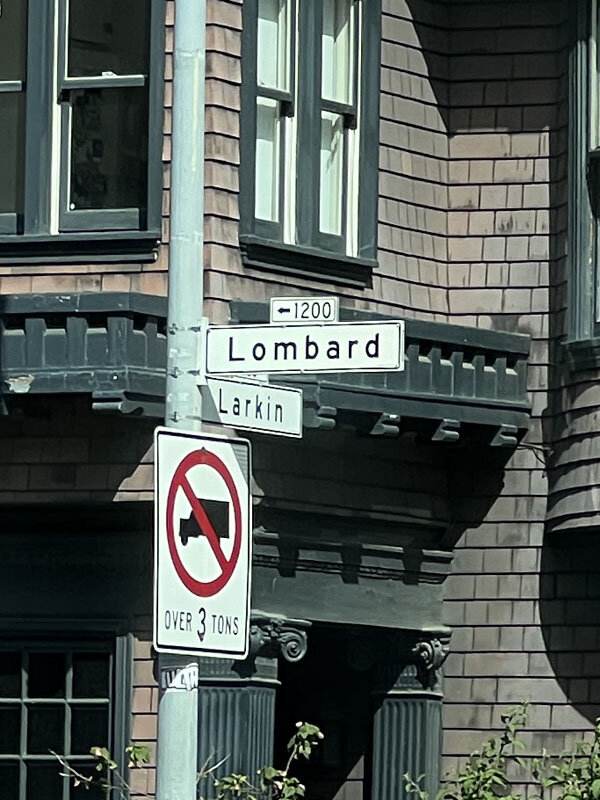 ←1200
Lombard
Larkin
OVER 3 TONS